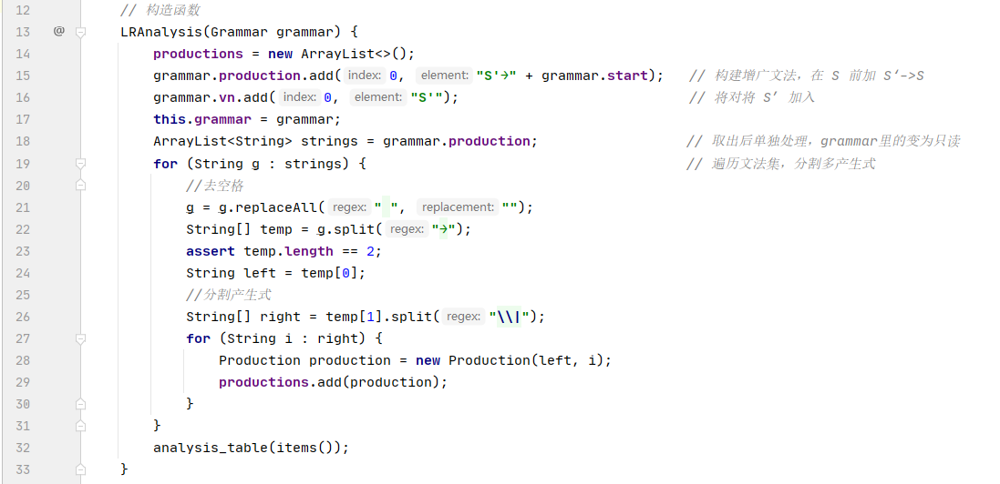 12 // 构造函数
13 @ LRAnalysis(Grammar grammar) {
14 productions = new ArrayList<>();
15 grammar.production.add( index: 0, element: "S'→" + grammar.start); // 构建增广文法，在 S 前加 S‘->S
16 grammar.vn.add( index: 0, element: "S'"); // 将对将 S’ 加入
17 this.grammar = grammar;
18 ArrayList<String> strings = grammar.production; // 取出后单独处理，grammar里的变为只读
19 for (String g : strings) { // 遍历文法集，分割多产生式
20 //去空格
21 g = g.replaceAll( regex: " ", replacement: "");
22 String[] temp = g.split( regex: "→");
23 assert temp.length == 2;
24 String left = temp[0];
25 //分割产生式
26 String[] right = temp[1].split( regex: "\\|");
27 for (String i : right) {
28 Production production = new Production(left, i);
29 productions.add(production);
30 }
31 }
32 analysis_table(items());
33 }